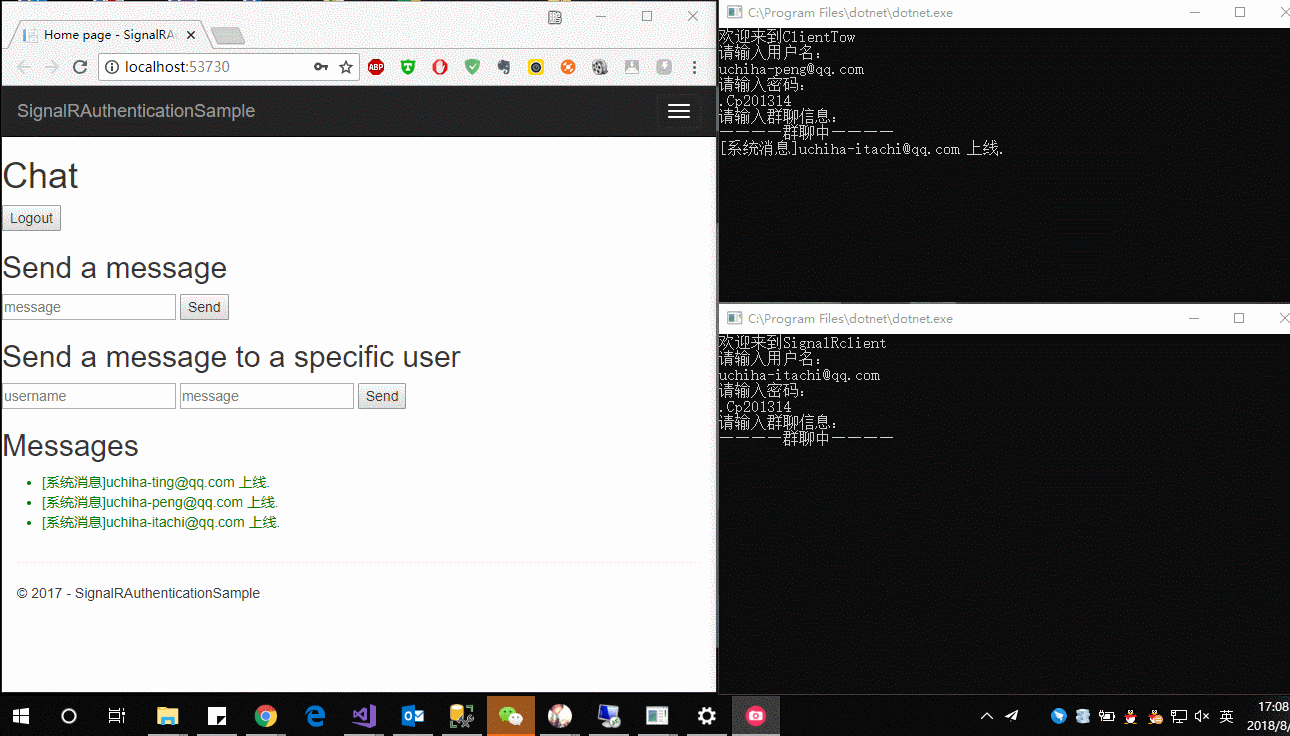 Home page - SignalRA
localhost:53730
ABP
SignalRAuthenticationSample
Chat
Logout
Send a message
message
Send
Send a message to a specific user
username
message
Send
Messages
[系统消息]uchiha-ting@qq.com 上线.
[系统消息]uchiha-peng@qq.com 上线.
[系统消息]uchiha-itachi@qq.com 上线.
© 2017 - SignalRAuthenticationSample
C:\Program Files\dotnet\dotnet.exe
欢迎来到ClientTow
请输入用户名：
uchiha-peng@qq.com
请输入密码：
.Cp201314
请输入群聊信息：
－－－－群聊中－－－－
[系统消息]uchiha-itachi@qq.com 上线.
C:\Program Files\dotnet\dotnet.exe
欢迎来到SignalRclient
请输入用户名：
uchiha-itachi@qq.com
请输入密码：
.Cp201314
请输入群聊信息：
－－－－群聊中－－－－
英
17:08
2018/8/